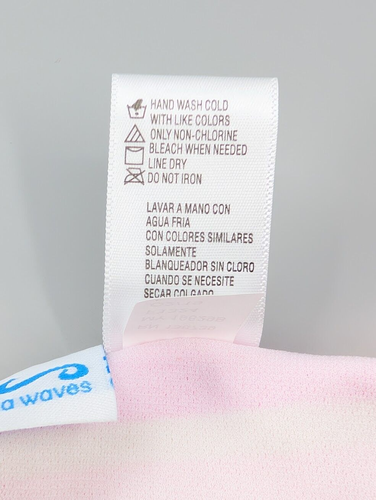 HAND WASH COLD
WITH LIKE COLORS
ONLY NON-CHLORINE
BLEACH WHEN NEEDED
LINE DRY
DO NOT IRON
LAVAR A MANO CON
AGUA FRIA
CON COLORES SIMILARES
SOLAMENTE
BLANQUEADOR SIN CLORO
CUANDO SE NECESITE
SECAR COLGADO
a waves